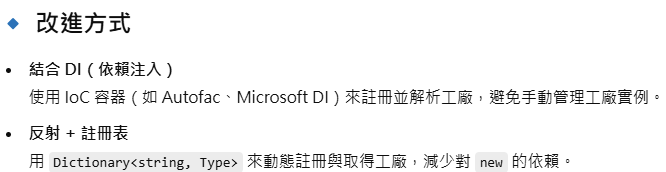 改進方式
結合 DI（依賴注入）
使用 IoC 容器（如 Autofac、Microsoft DI）來註冊並解析工廠，避免手動管理工廠實例。
反射 + 註冊表
用 Dictionary<string, Type> 來動態註冊與取得工廠，減少對 new 的依賴。